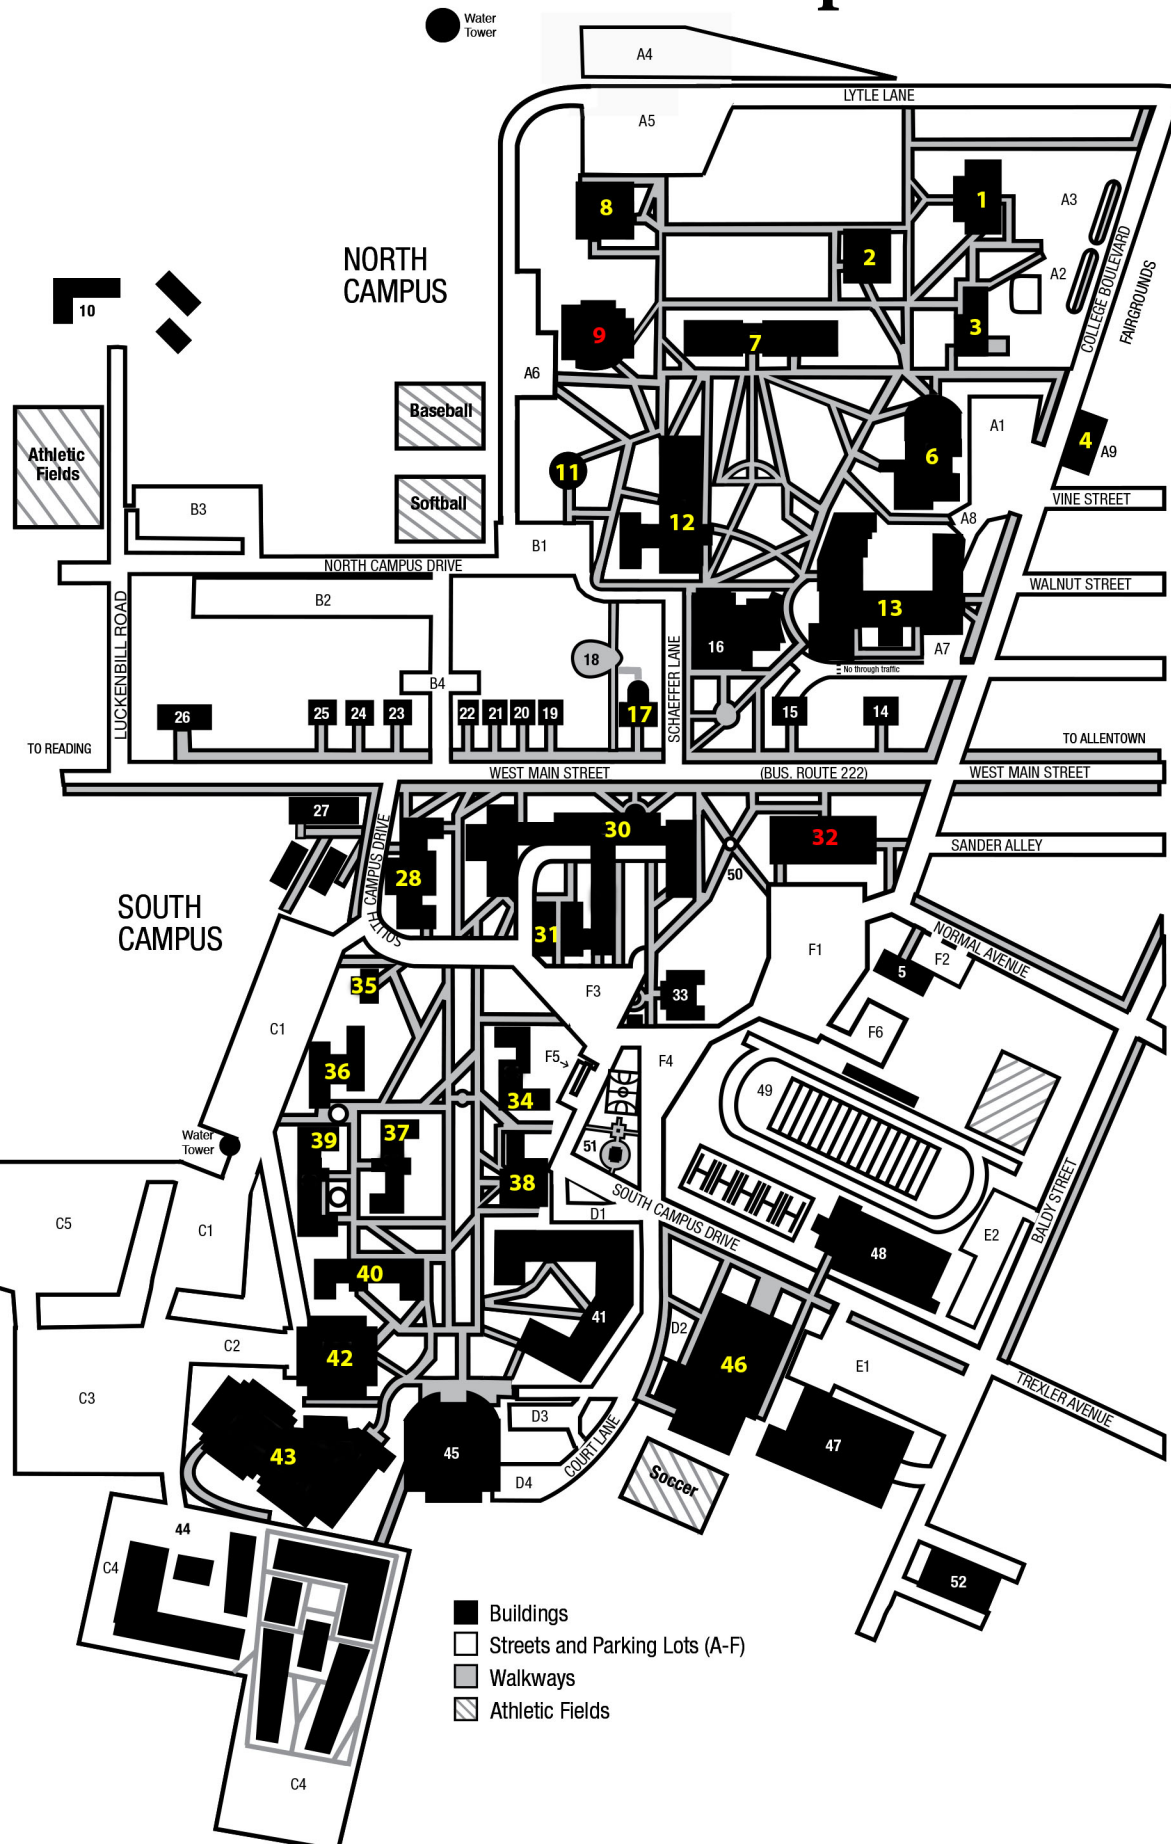 Water
Tower
A4
LYTLE LANE
A5
1
A3
8
COLLEGE BOULEVARD
FAIRGROUNDS
NORTH
CAMPUS
2
A2
10
3
9
7
A6
Baseball
A1
4
A9
Athletic
Fields
6
11
VINE STREET
Softball
B3
12
A8
B1
NORTH CAMPUS DRIVE
WALNUT STREET
B2
13
LUCKENBILL ROAD
SCHAEFFER LANE
16
A7
18
No through traffic
B4
26
25
24
23
22
21
20
19
17
15
14
TO READING
TO ALLENTOWN
WEST MAIN STREET
(BUS. ROUTE 222)
WEST MAIN STREET
27
30
32
SANDER ALLEY
SOUTH CAMPUS DRIVE
28
50
SOUTH
CAMPUS
31
NORMAL AVENUE
F1
F2
5
35
F3
33
C1
F6
36
F5
F4
49
34
39
37
Water
Tower
51
38
SOUTH CAMPUS DRIVE
BALDY STREET
C5
C1
D1
E2
48
40
41
C2
42
D2
46
E1
C3
TREXLER AVENUE
D3
COURT LANE
43
45
47
Soccer
D4
44
C4
52
Buildings
Streets and Parking Lots (A-F)
Walkways
Athletic Fields
C4